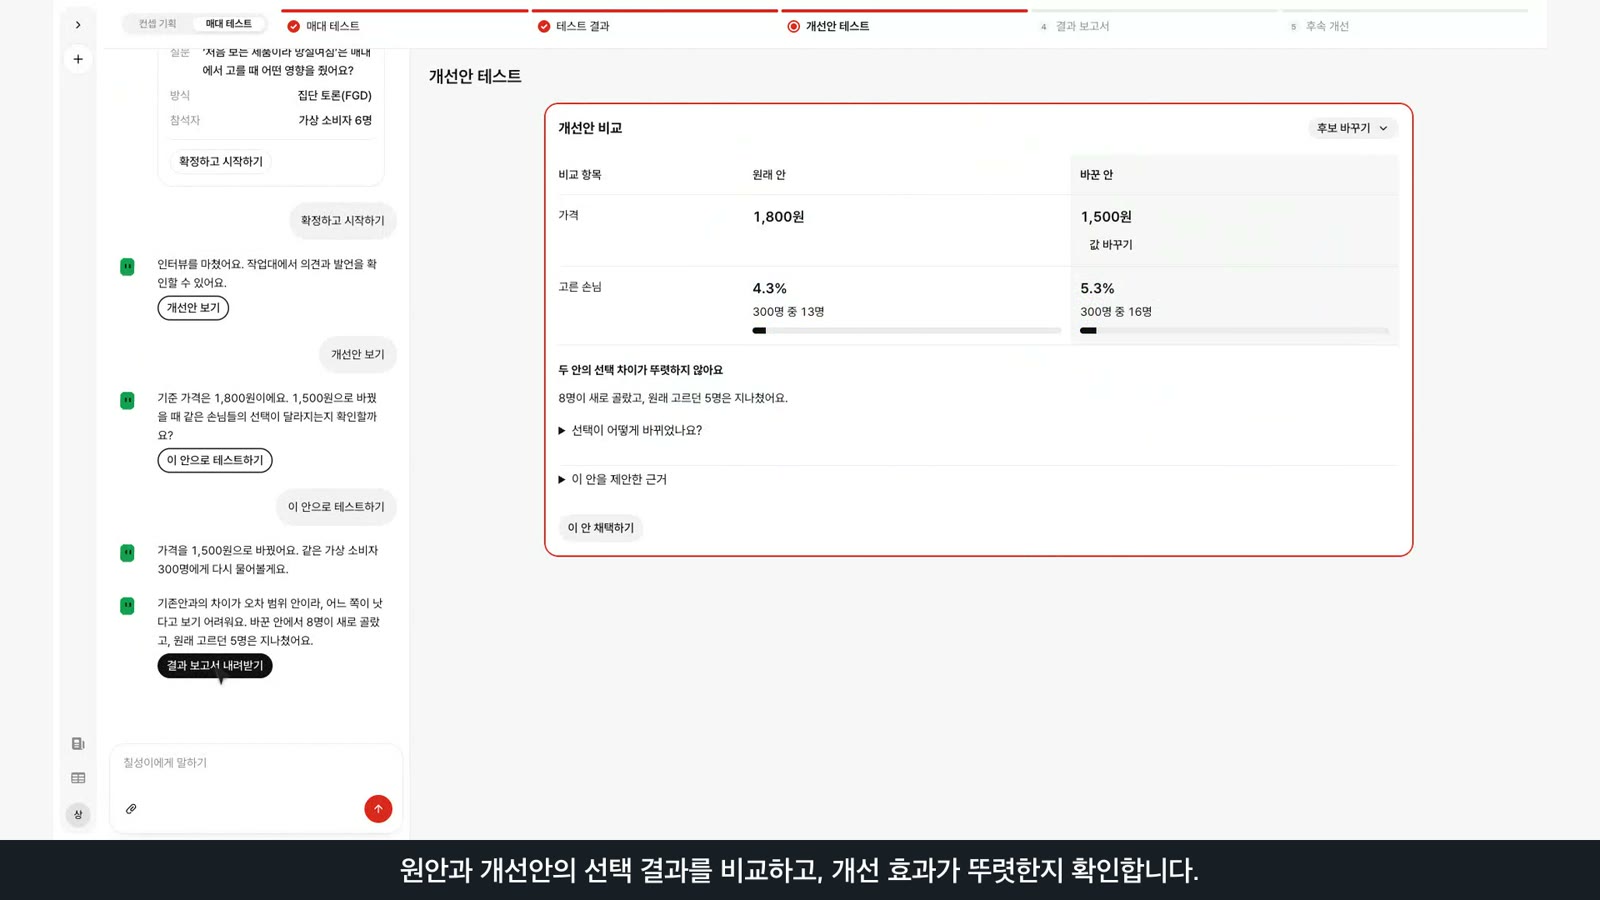 컨셉 기획
매대 테스트
매대 테스트
테스트 결과
개선안 테스트
4 결과 보고서
5 후속 개선
질문 '처음 보는 제품이라 망설여짐'은 매대
에서 고를 때 어떤 영향을 줬어요?
방식 집단 토론(FGD)
참석자 가상 소비자 6명
확정하고 시작하기
확정하고 시작하기
인터뷰를 마쳤어요. 작업대에서 의견과 발언을 확
인할 수 있어요.
개선안 보기
개선안 보기
기준 가격은 1,800원이에요. 1,500원으로 바꿨
을 때 같은 손님들의 선택이 달라지는지 확인할까
요?
이 안으로 테스트하기
이 안으로 테스트하기
가격을 1,500원으로 바꿨어요. 같은 가상 소비자
300명에게 다시 물어볼게요.
기존안과의 차이가 오차 범위 안이라, 어느 쪽이 낫
다고 보기 어려워요. 바꾼 안에서 8명이 새로 골랐
고, 원래 고르던 5명은 지나쳤어요.
결과 보고서 내려받기
칠성이에게 말하기
상
개선안 테스트
개선안 비교
후보 바꾸기
비교 항목 원래 안 바꾼 안
가격 1,800원 1,500원
값 바꾸기
고른 손님 4.3% 5.3%
300명 중 13명 300명 중 16명
두 안의 선택 차이가 뚜렷하지 않아요
8명이 새로 골랐고, 원래 고르던 5명은 지나쳤어요.
▶ 선택이 어떻게 바뀌었나요?
▶ 이 안을 제안한 근거
이 안 채택하기
원안과 개선안의 선택 결과를 비교하고, 개선 효과가 뚜렷한지 확인합니다.